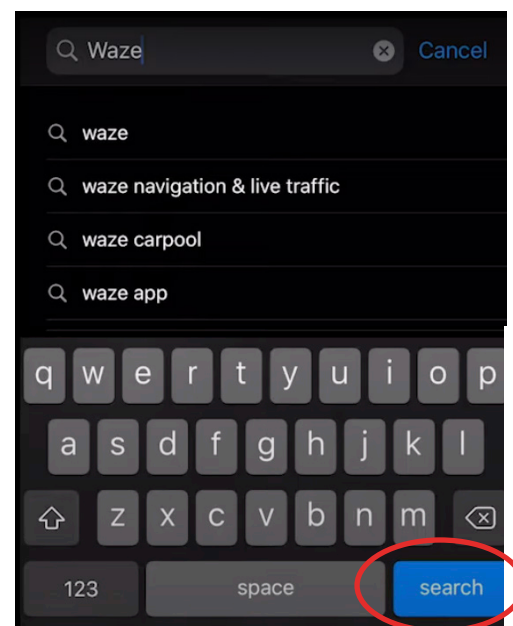 Waze Cancel
waze
waze navigation & live traffic
waze carpool
waze app
q w e r t y u i o p
a s d f g h j k l
z x c v b n m
123 space search